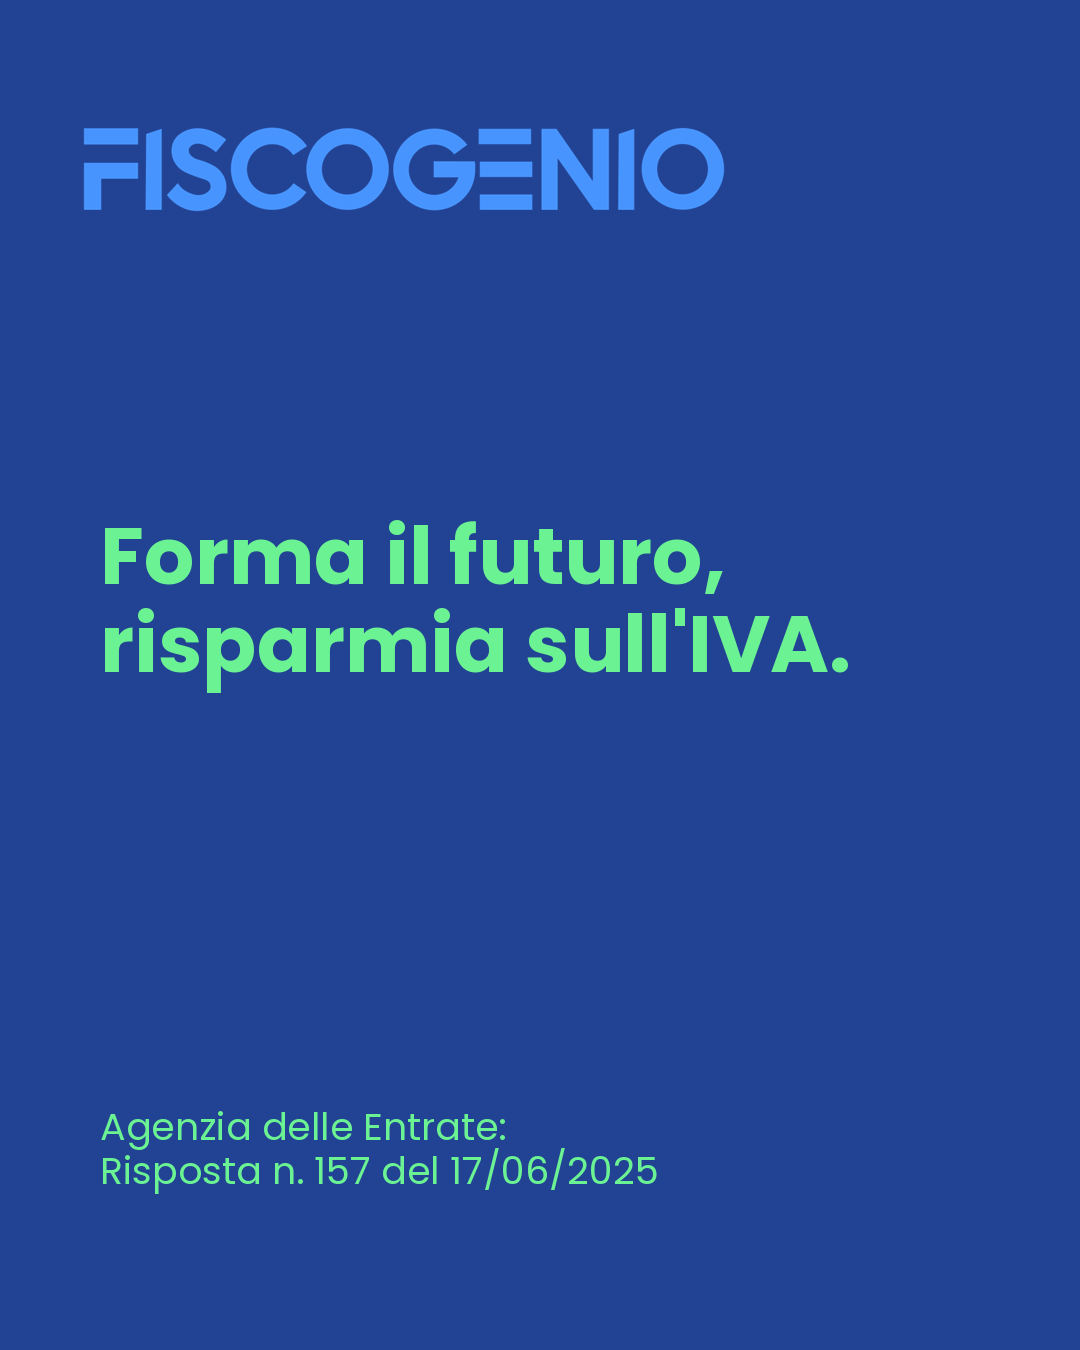 FISCOGENIO
Forma il futuro,
risparmia sull'IVA.
Agenzia delle Entrate:
Risposta n. 157 del 17/06/2025